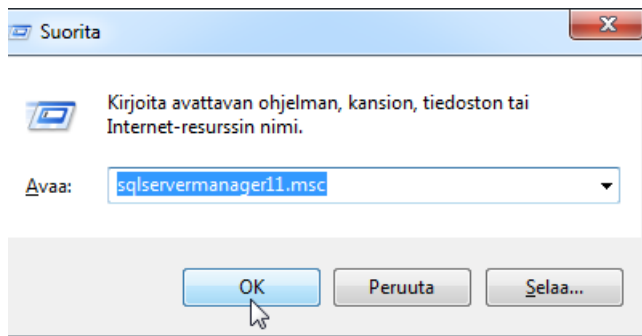 Suorita
Kirjoita avattavan ohjelman, kansion, tiedoston tai
Internet-resurssin nimi.
Avaa: sqlservermanager11.msc
OK Peruuta Selaa...